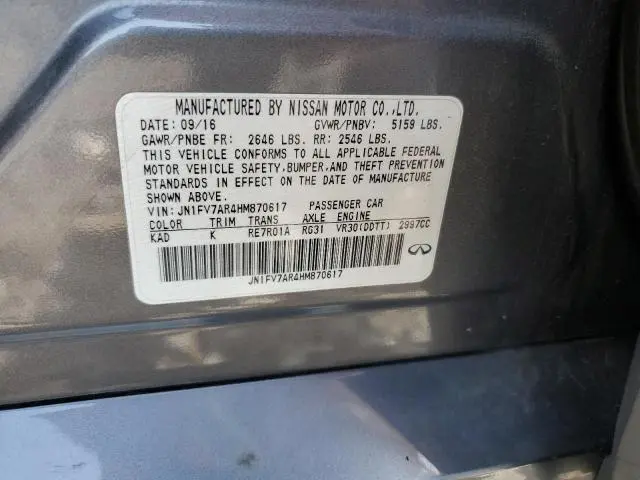 MANUFACTURED BY NISSAN MOTOR CO.,LTD.
DATE: 09/16 GVWR/PNBV: 5159 LBS.
GAWR/PNBE FR: 2646 LBS. RR: 2546 LBS.
THIS VEHICLE CONFORMS TO ALL APPLICABLE FEDERAL
MOTOR VEHICLE SAFETY,BUMPER,AND THEFT PREVENTION
STANDARDS IN EFFECT ON THE DATE OF MANUFACTURE
SHOWN ABOVE.
VIN: JN1FV7AR4HM870617 PASSENGER CAR
COLOR TRIM TRANS AXLE ENGINE
KAD K RE7R01A RG31 VR30(DDTT) 2997CC
JN1FV7AR4HM870617